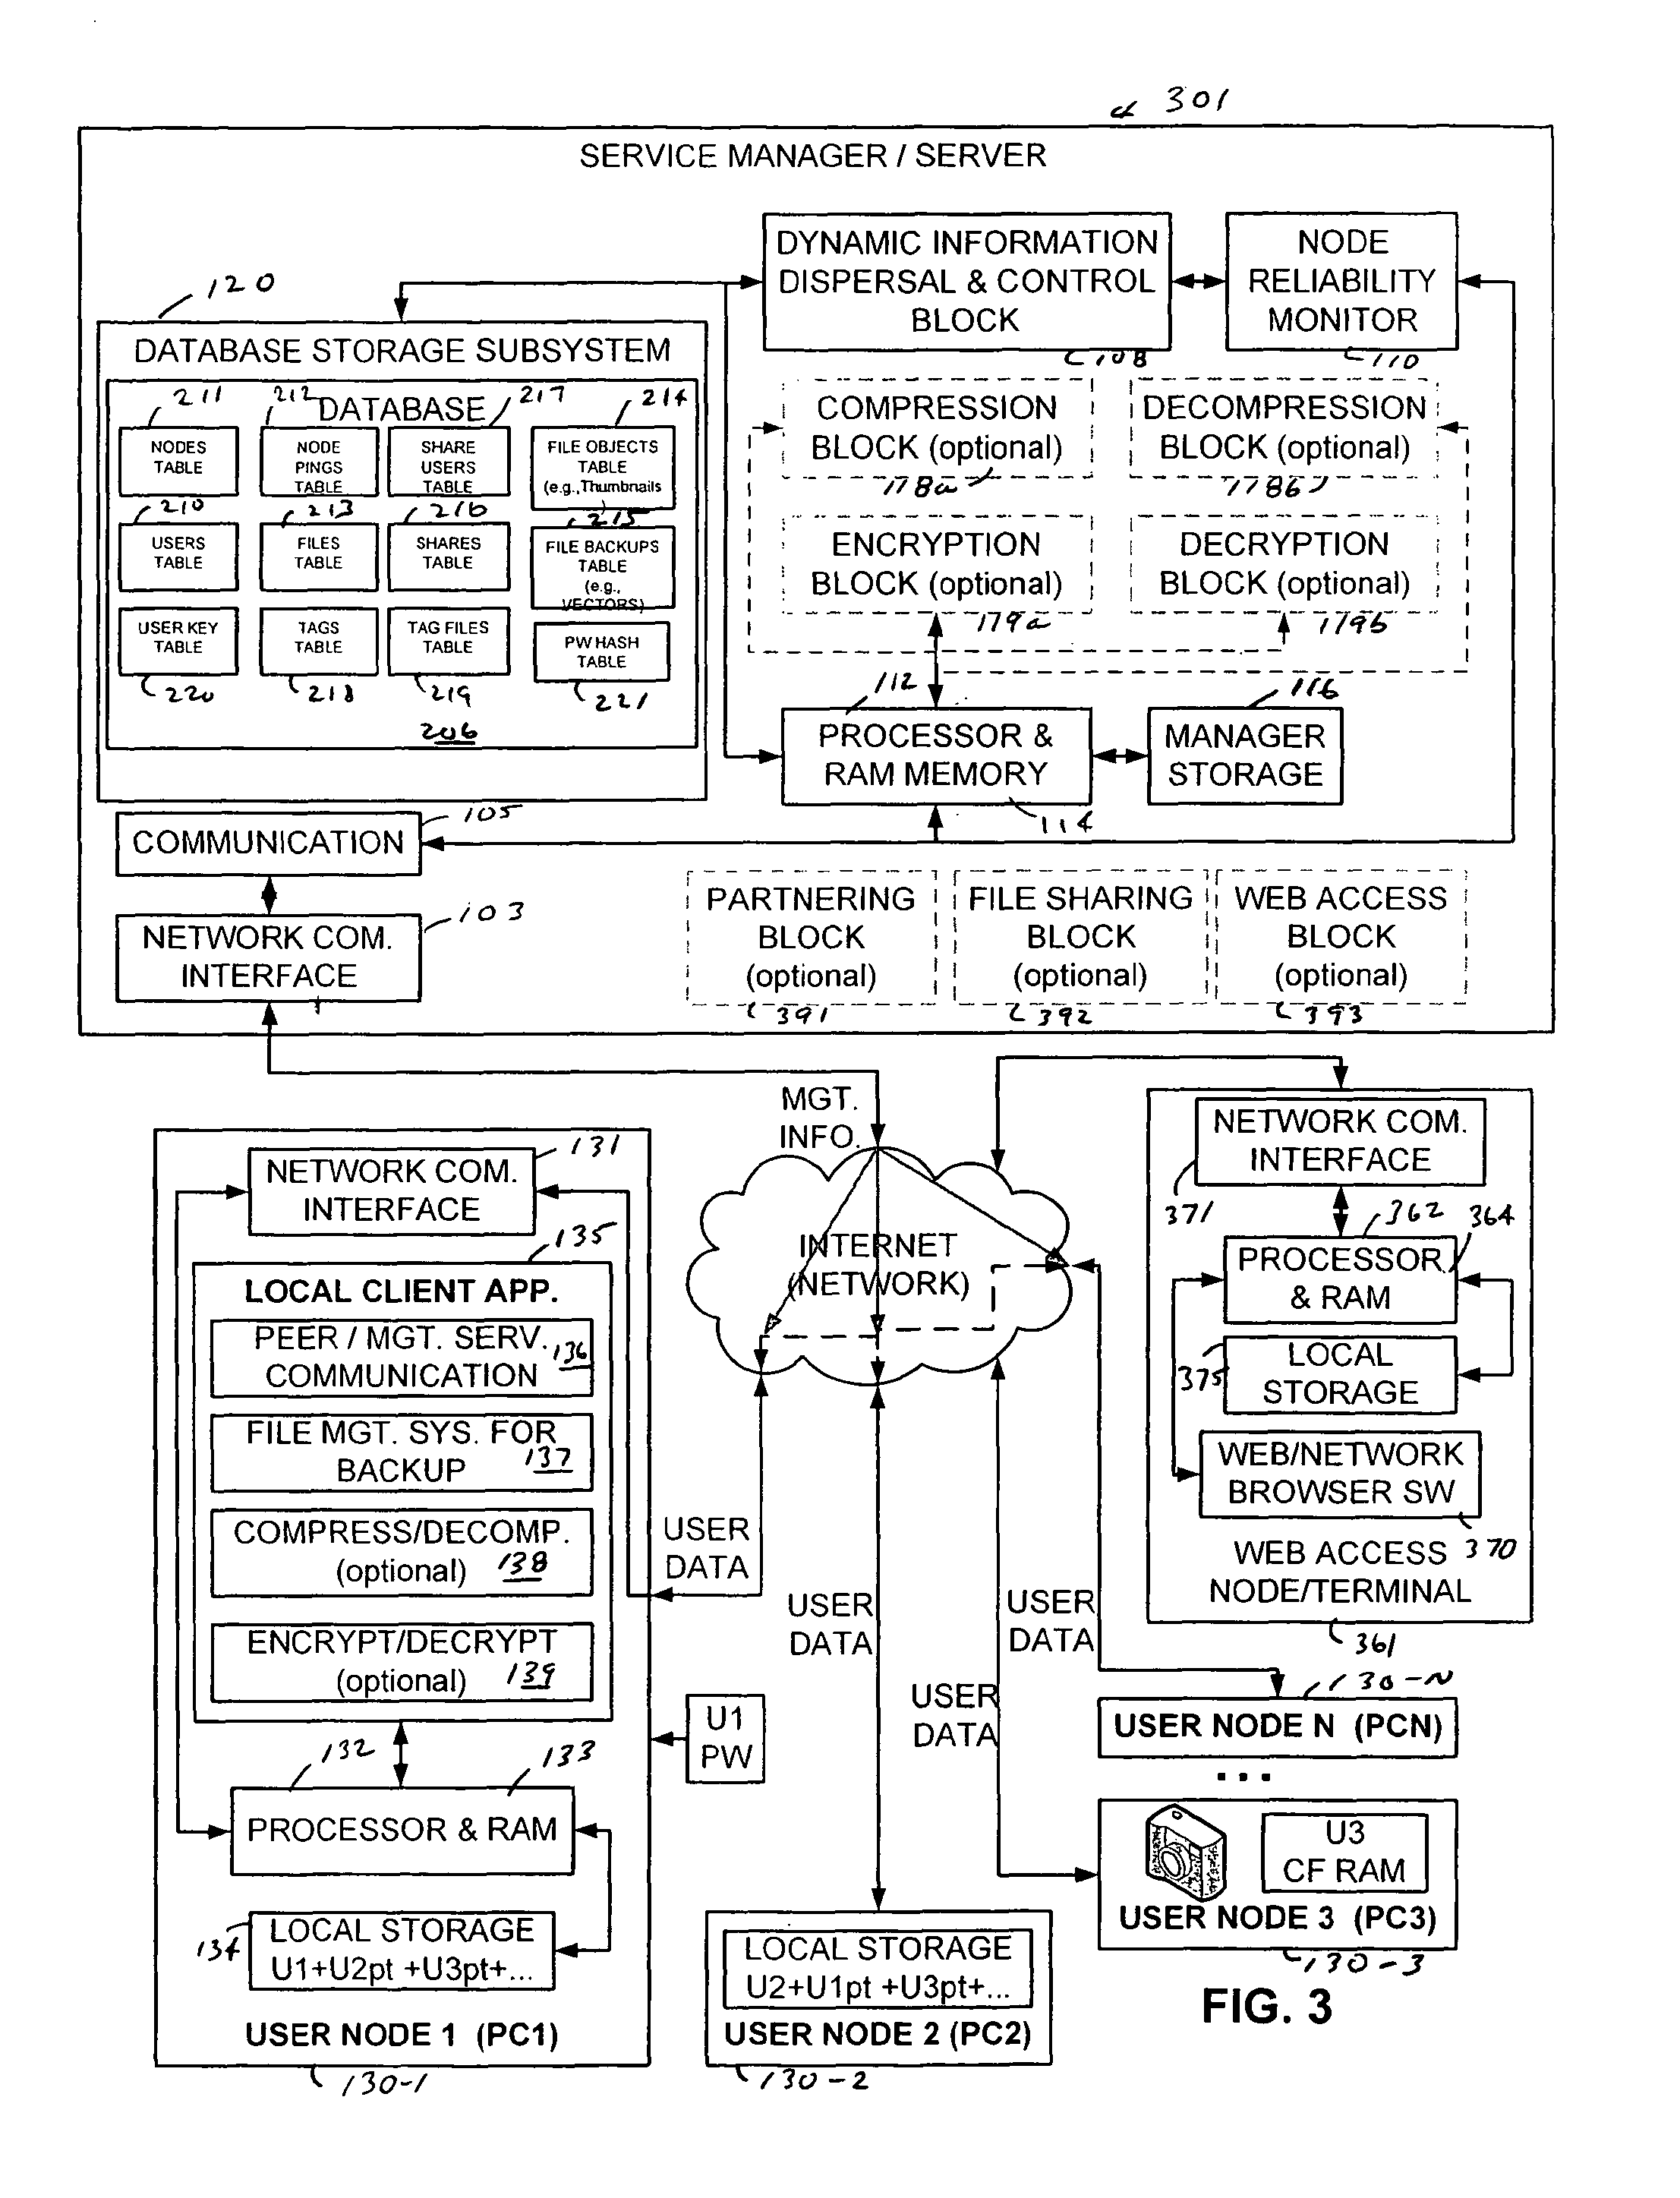 301
SERVICE MANAGER / SERVER
DYNAMIC INFORMATION
DISPERSAL & CONTROL
BLOCK
108
NODE
RELIABILITY
MONITOR
110
120
DATABASE STORAGE SUBSYSTEM
211
212
DATABASE
217
214
NODES
TABLE
NODE
PINGS
TABLE
SHARE
USERS
TABLE
FILE OBJECTS
TABLE
(e.g.,Thumbnails
)
210
213
216
215
USERS
TABLE
FILES
TABLE
SHARES
TABLE
FILE BACKUPS
TABLE
(e.g.,
VECTORS)
USER KEY
TABLE
TAGS
TABLE
TAG FILES
TABLE
PW HASH
TABLE
220
218
219
221
206
COMPRESSION
BLOCK (optional)
178a
DECOMPRESSION
BLOCK (optional)
178b
ENCRYPTION
BLOCK (optional)
179a
DECRYPTION
BLOCK (optional)
179b
112
PROCESSOR &
RAM MEMORY
114
116
MANAGER
STORAGE
105
COMMUNICATION
103
NETWORK COM.
INTERFACE
PARTNERING
BLOCK
(optional)
391
FILE SHARING
BLOCK
(optional)
392
WEB ACCESS
BLOCK
(optional)
393
MGT.
INFO.
INTERNET
(NETWORK)
131
NETWORK COM.
INTERFACE
135
LOCAL CLIENT APP.
PEER / MGT. SERV.
COMMUNICATION
136
FILE MGT. SYS. FOR
BACKUP
137
COMPRESS/DECOMP.
(optional) 138
ENCRYPT/DECRYPT
(optional) 139
132
133
PROCESSOR & RAM
134
LOCAL STORAGE
U1+U2pt +U3pt+...
USER NODE 1 (PC1)
130-1
USER
DATA
U1
PW
USER
DATA
USER
DATA
USER
DATA
LOCAL STORAGE
U2+U1pt +U3pt+...
USER NODE 2 (PC2)
130-2
NETWORK COM.
INTERFACE
371
362
364
PROCESSOR
& RAM
375
LOCAL
STORAGE
WEB/NETWORK
BROWSER SW
370
WEB ACCESS
NODE/TERMINAL
361
130-N
USER NODE N (PCN)
...
U3
CF RAM
USER NODE 3 (PC3)
130-3
FIG. 3